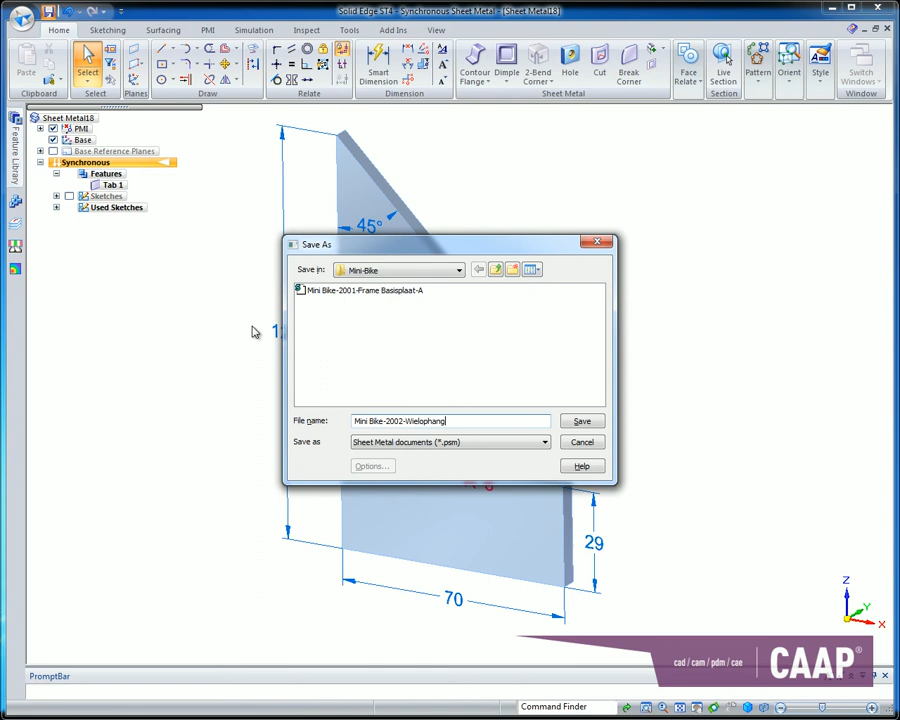 Solid Edge ST4 - Synchronous Sheet Metal - [Sheet Metal18]
Home
Sketching
Surfacing
PMI
Simulation
Inspect
Tools
Add Ins
View
Paste
Select
Smart
Dimension
Contour
Flange
Dimple
2-Bend
Corner
Hole
Cut
Break
Corner
Face
Relate
Live
Section
Pattern
Orient
Style
Switch
Windows
Clipboard
Select
Planes
Draw
Relate
Dimension
Sheet Metal
Section
Window
Feature Library
Sheet Metal18
PMI
Base
Base Reference Planes
Synchronous
Features
Tab 1
Sketches
Used Sketches
45°
Save As
Save in:
Mini-Bike
Mini Bike-2001-Frame Basisplaat-A
File name:
Mini Bike-2002-Wielophang
Save
Save as
Sheet Metal documents (*.psm)
Cancel
Options...
Help
29
70
Z
Y
X
cad / cam / pdm / cae
CAAP®
PromptBar
Command Finder